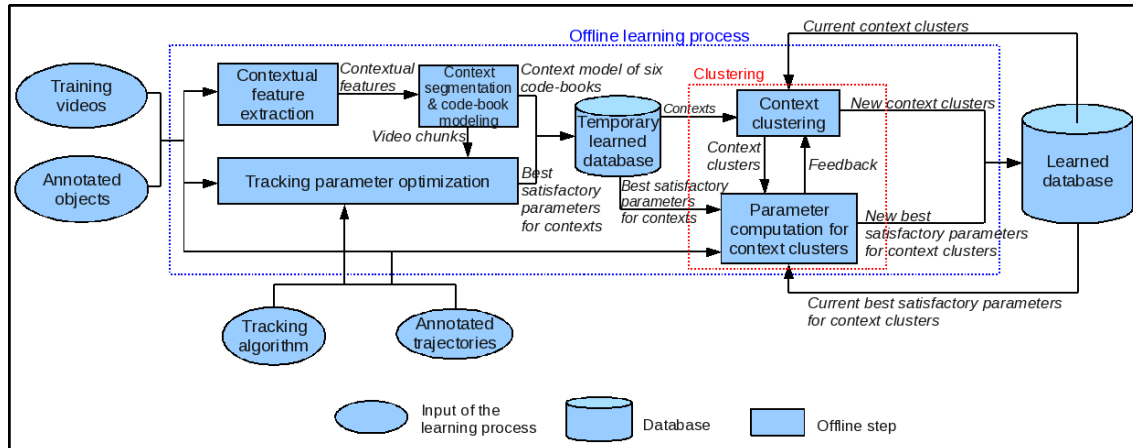 Current context clusters
Offline learning process
Training
videos
Contextual
feature
extraction
Contextual
features
Context
segmentation
& code-book
modeling
Context model of six
code-books
Clustering
Contexts
Context
clustering
New context clusters
Temporary
learned
database
Video chunks
Annotated
objects
Tracking parameter optimization
Best
satisfactory
parameters
for contexts
Best satisfactory
parameters
for contexts
Context
clusters
Feedback
Learned
database
Parameter
computation for
context clusters
New best
satisfactory parameters
for context clusters
Current best satisfactory parameters
for context clusters
Tracking
algorithm
Annotated
trajectories
Input of the
learning process
Database
Offline step